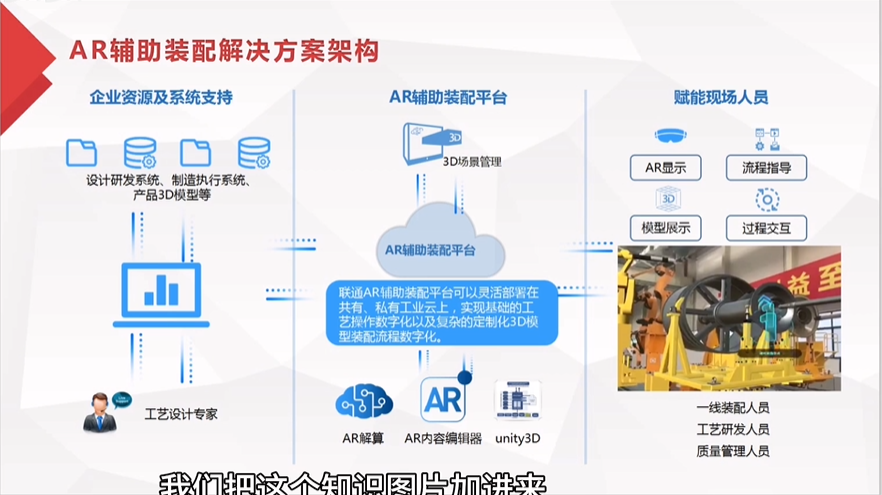 AR辅助装配解决方案架构
企业资源及系统支持
设计研发系统、制造执行系统、
产品3D模型等
工艺设计专家
AR辅助装配平台
3D
3D场景管理
AR辅助装配平台
联通AR辅助装配平台可以灵活部署在
共有、私有工业云上，实现基础的工
艺操作数字化以及复杂的定制化3D模
型装配流程数字化。
AR
AR解算
AR内容编辑器
unity3D
赋能现场人员
AR显示
流程指导
3D
模型展示
过程交互
益至
一线装配人员
工艺研发人员
质量管理人员
我们把这个知识图片加进来